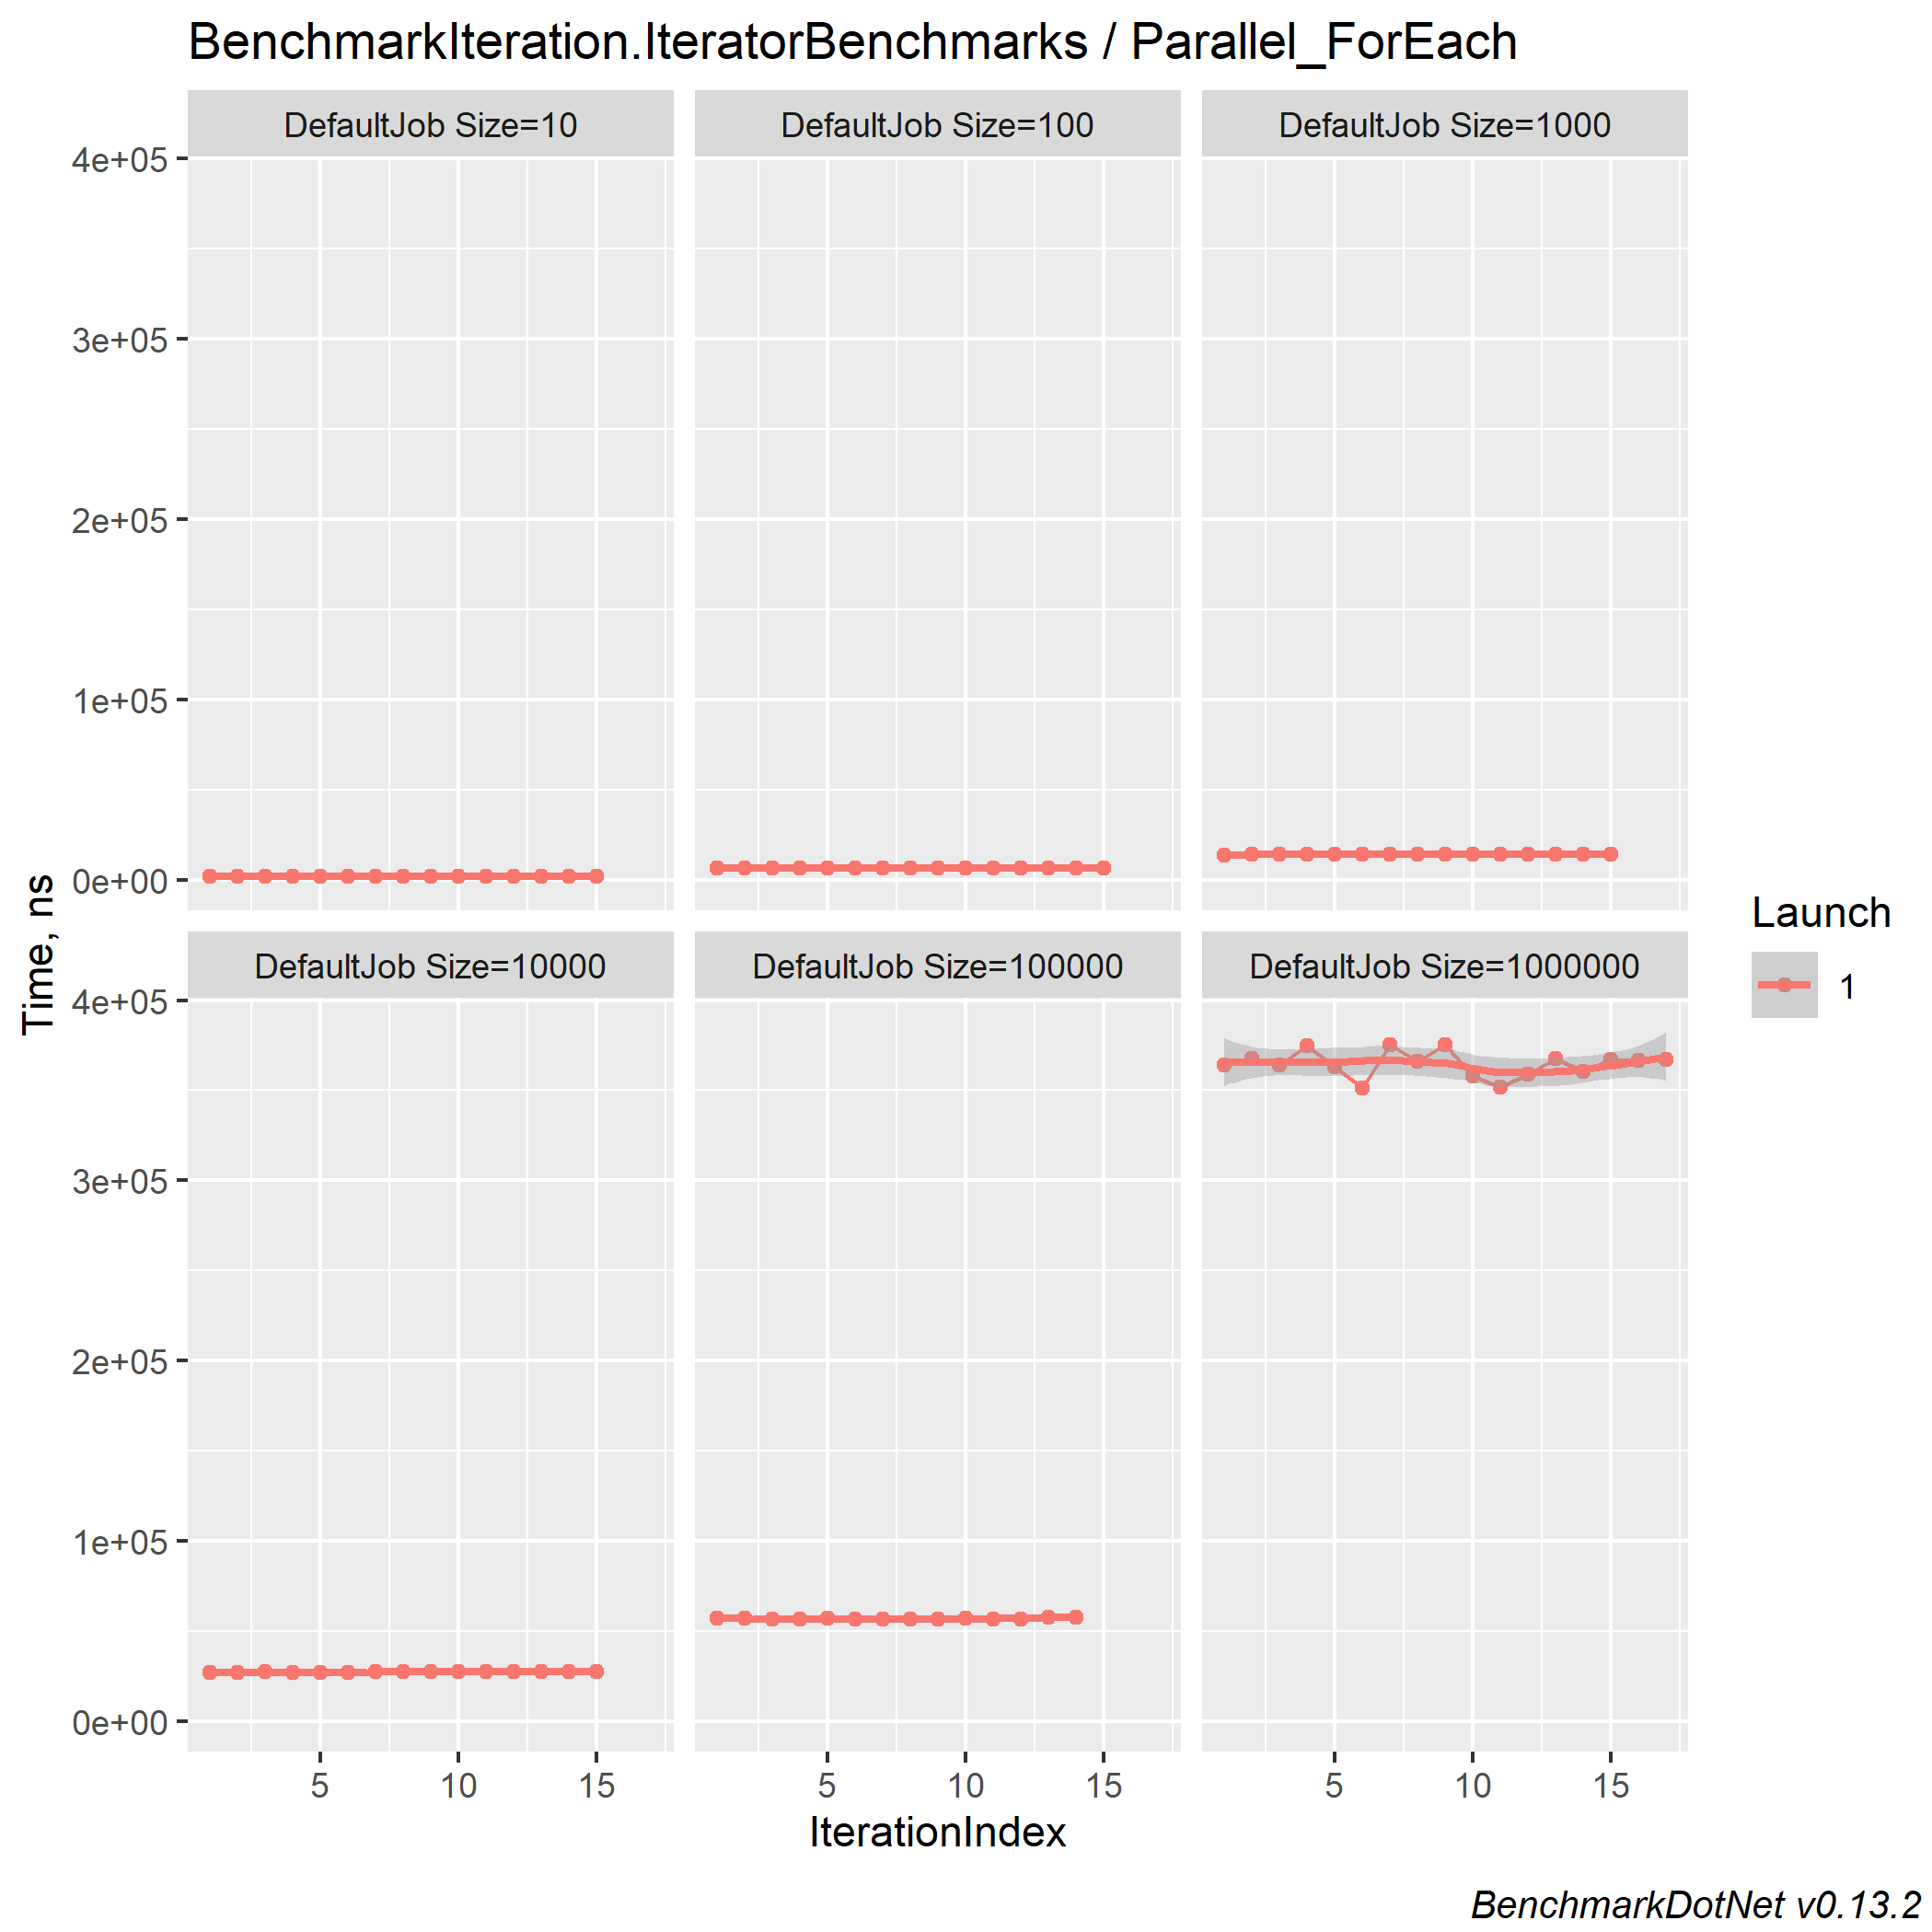 BenchmarkIteration.IteratorBenchmarks / Parallel_ForEach
DefaultJob Size=10
DefaultJob Size=100
DefaultJob Size=1000
4e+05
3e+05
2e+05
1e+05
0e+00
DefaultJob Size=10000
DefaultJob Size=100000
DefaultJob Size=1000000
4e+05
3e+05
2e+05
1e+05
0e+00
5 10 15
5 10 15
5 10 15
Time, ns
IterationIndex
Launch
1
BenchmarkDotNet v0.13.2